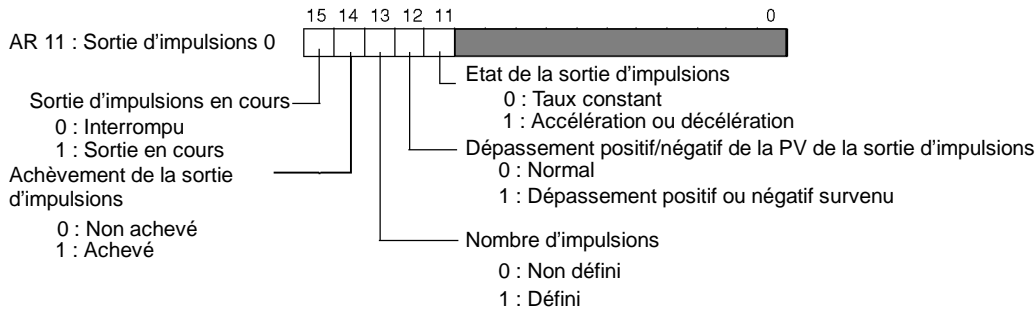 15 14 13 12 11 0
AR 11 : Sortie d'impulsions 0
Etat de la sortie d'impulsions
0 : Taux constant
1 : Accélération ou décélération
Sortie d'impulsions en cours
0 : Interrompu
1 : Sortie en cours
Dépassement positif/négatif de la PV de la sortie d'impulsions
0 : Normal
1 : Dépassement positif ou négatif survenu
Achèvement de la sortie
d'impulsions
0 : Non achevé
1 : Achevé
Nombre d'impulsions
0 : Non défini
1 : Défini